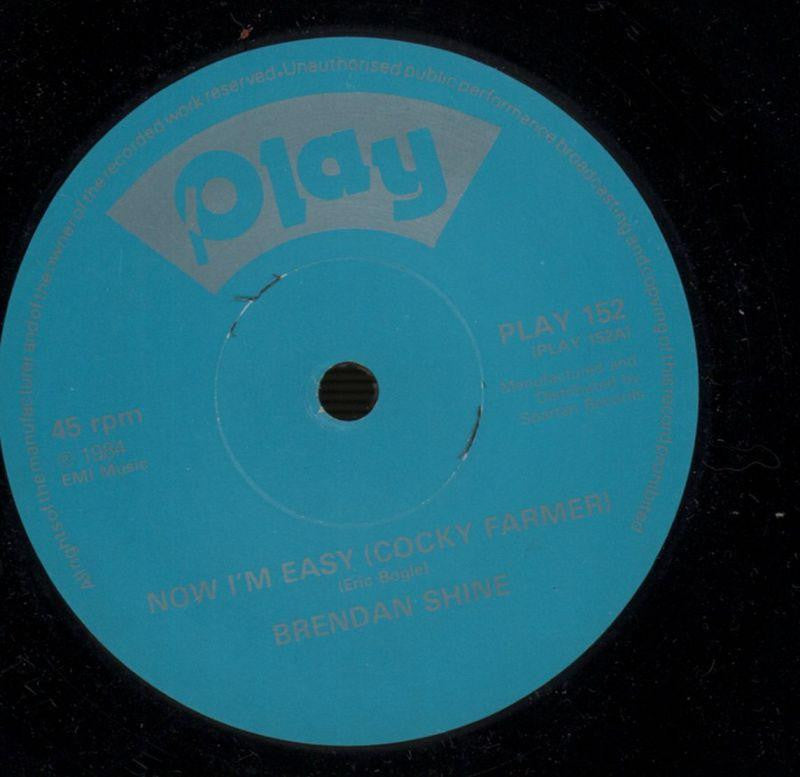 All rights of the manufacturer and of the owner of the recorded work reserved. Unauthorised public performance broadcasting and copying of this record prohibited
Play
PLAY 152
(PLAY 152A)
Manufactured and
Distributed by
Spartan Records
45 rpm
℗ 1984
EMI Music
NOW I'M EASY (COCKY FARMER)
(Eric Bogle)
BRENDAN SHINE